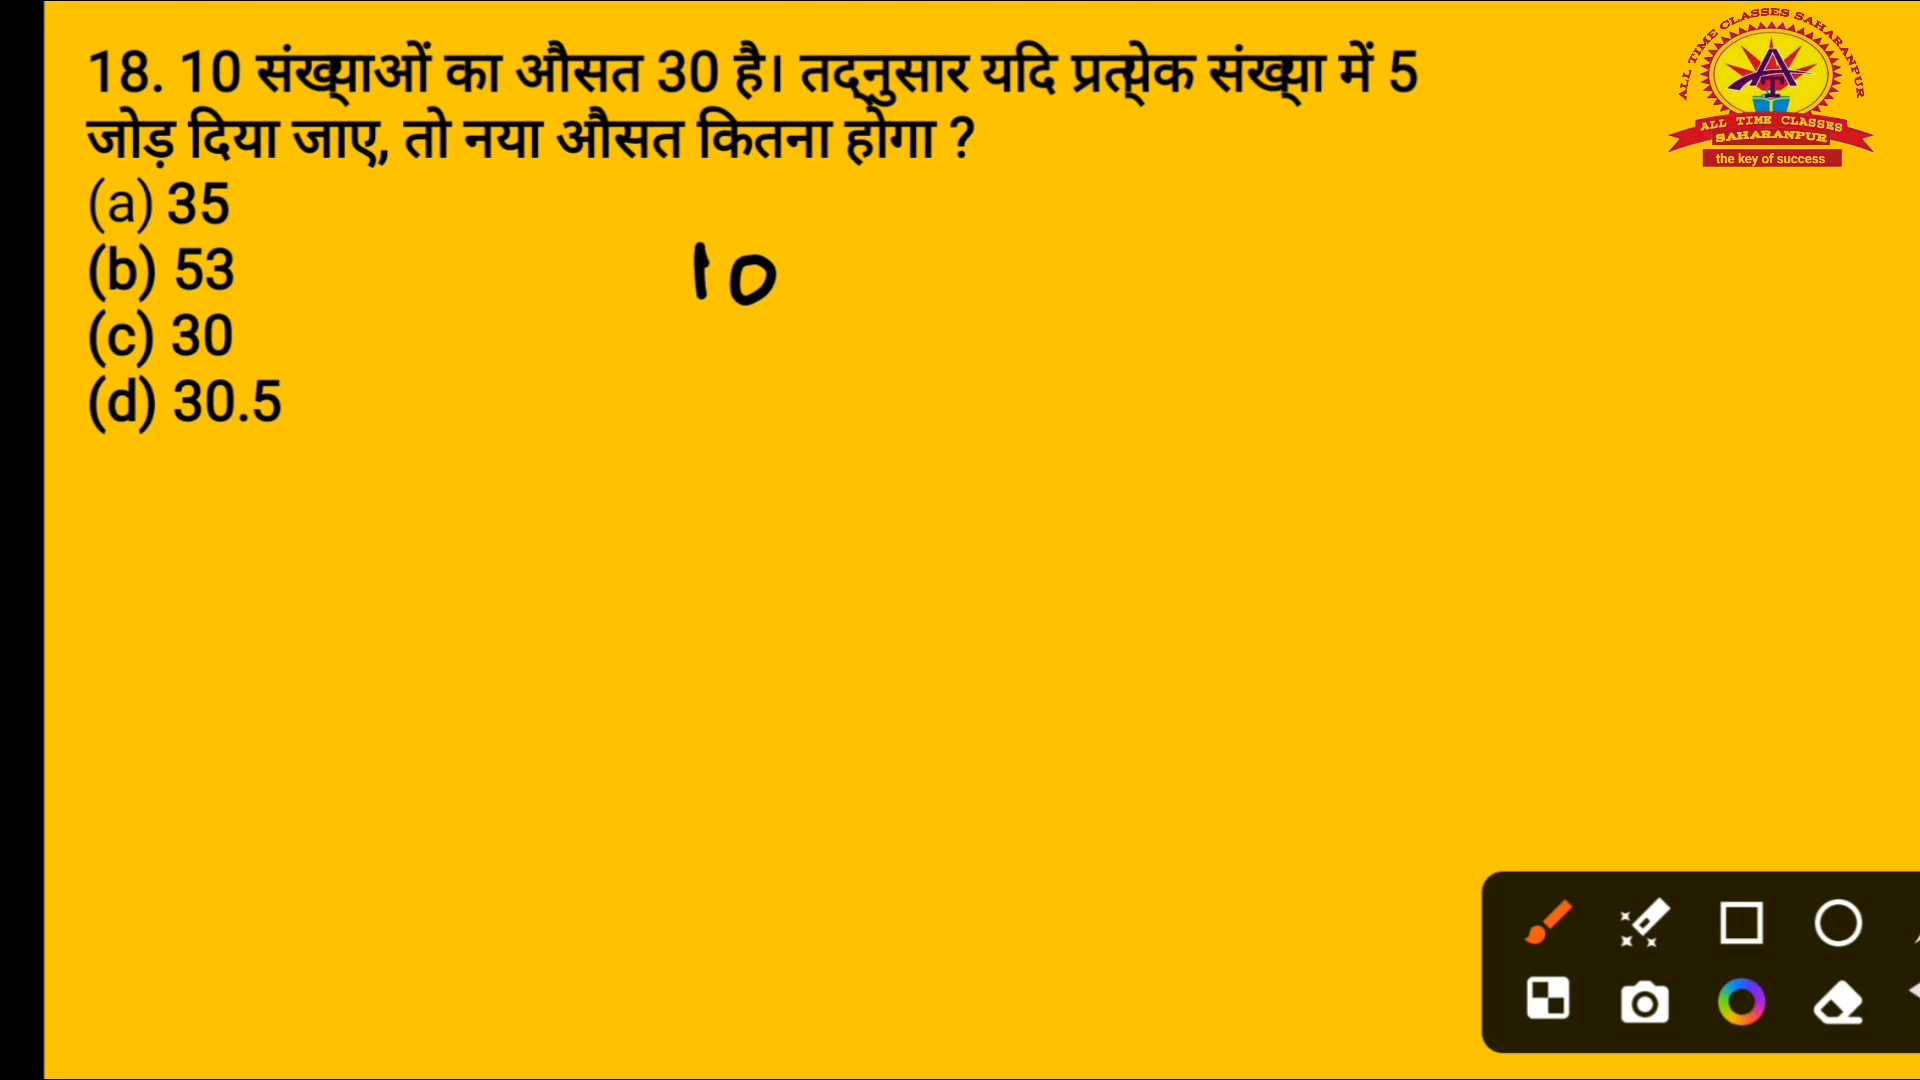 18. 10 संख्याओं का औसत 30 है। तद्नुसार यदि प्रत्येक संख्या में 5
जोड़ दिया जाए, तो नया औसत कितना होगा ?
(a) 35
(b) 53
(c) 30
(d) 30.5
10
ALL TIME CLASSES SAHARANPUR
AT
ALL TIME CLASSES
SAHARANPUR
the key of success